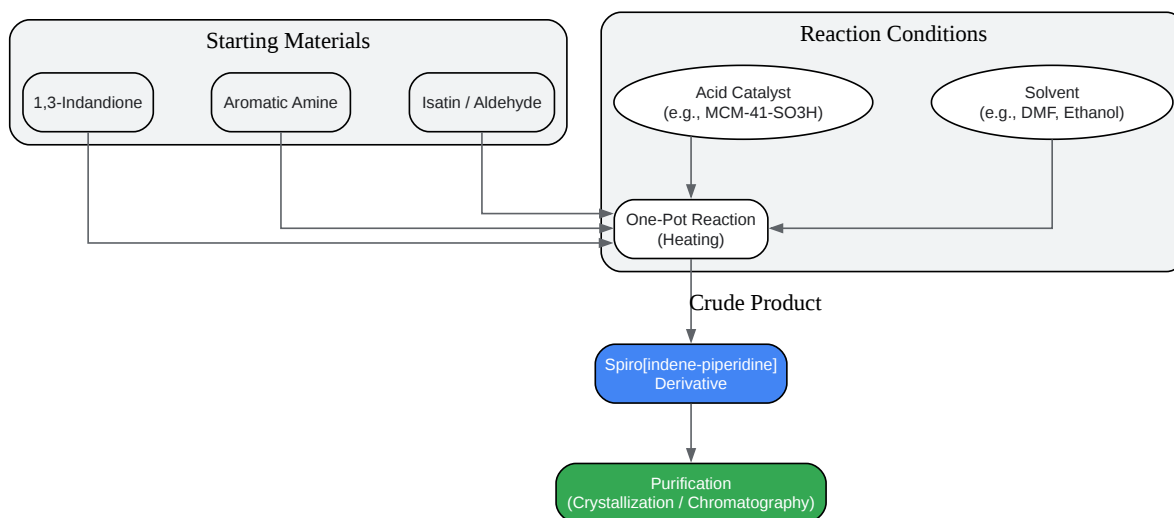 Starting Materials
1,3-Indandione
Aromatic Amine
Isatin / Aldehyde
Reaction Conditions
Acid Catalyst
(e.g., MCM-41-SO3H)
Solvent
(e.g., DMF, Ethanol)
One-Pot Reaction
(Heating)
Crude Product
Spiro[indene-piperidine]
Derivative
Purification
(Crystallization / Chromatography)